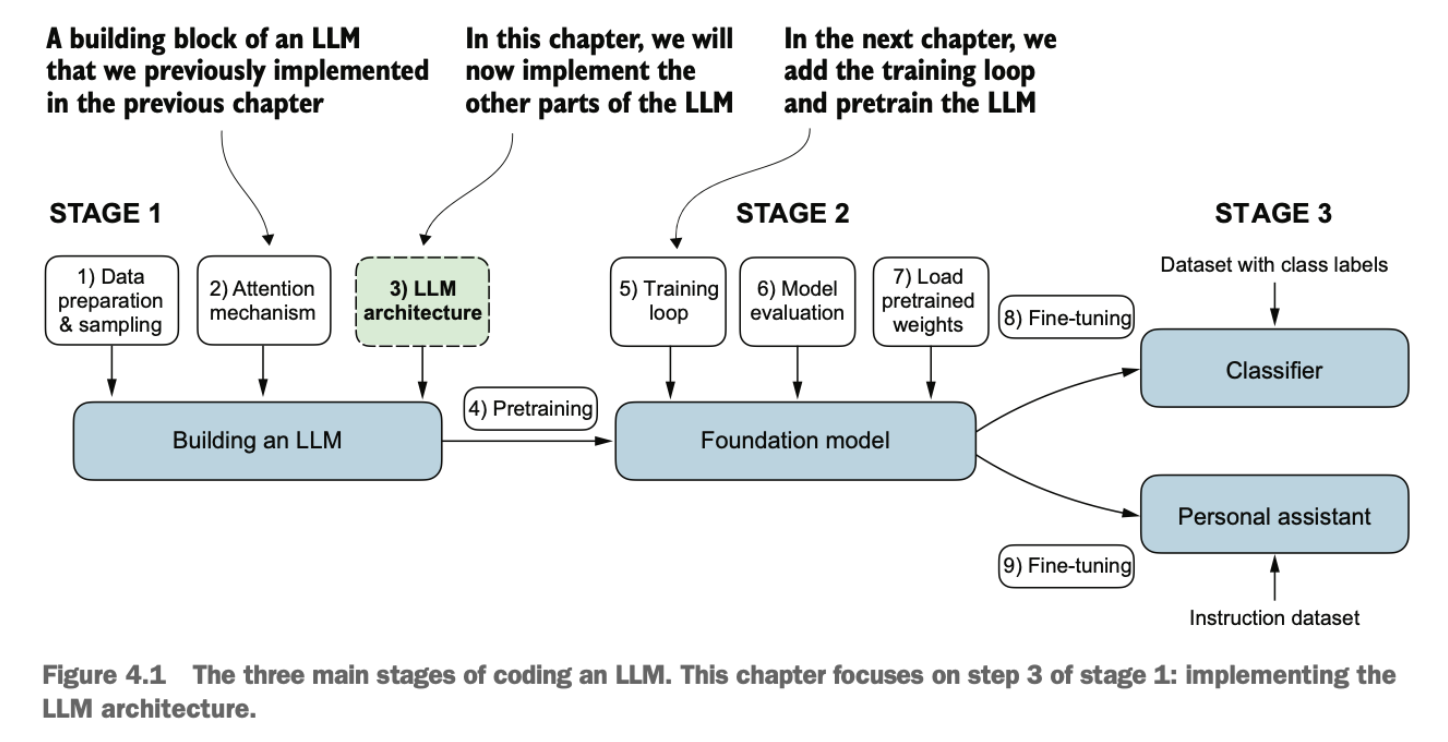 A building block of an LLM
that we previously implemented
in the previous chapter
In this chapter, we will
now implement the
other parts of the LLM
In the next chapter, we
add the training loop
and pretrain the LLM
STAGE 1
STAGE 2
STAGE 3
1) Data
preparation
& sampling
2) Attention
mechanism
3) LLM
architecture
5) Training
loop
6) Model
evaluation
7) Load
pretrained
weights
Dataset with class labels
8) Fine-tuning
Classifier
4) Pretraining
Building an LLM
Foundation model
Personal assistant
9) Fine-tuning
Instruction dataset
Figure 4.1 The three main stages of coding an LLM. This chapter focuses on step 3 of stage 1: implementing the
LLM architecture.